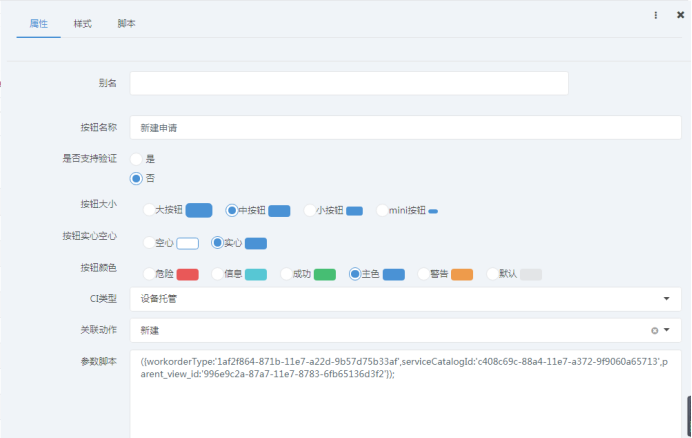 属性 样式 脚本
别名
按钮名称 新建申请
是否支持验证 是
否
按钮大小 大按钮 中按钮 小按钮 mini按钮
按钮实心空心 空心 实心
按钮颜色 危险 信息 成功 主色 警告 默认
CI类型 设备托管
关联动作 新建
参数脚本 ({workorderType:'1af2f864-871b-11e7-a22d-9b57d75b33af',serviceCatalogId:'c408c69c-88a4-11e7-a372-9f9060a65713',p
arent_view_id:'996e9c2a-87a7-11e7-8783-6fb65136d3f2'});